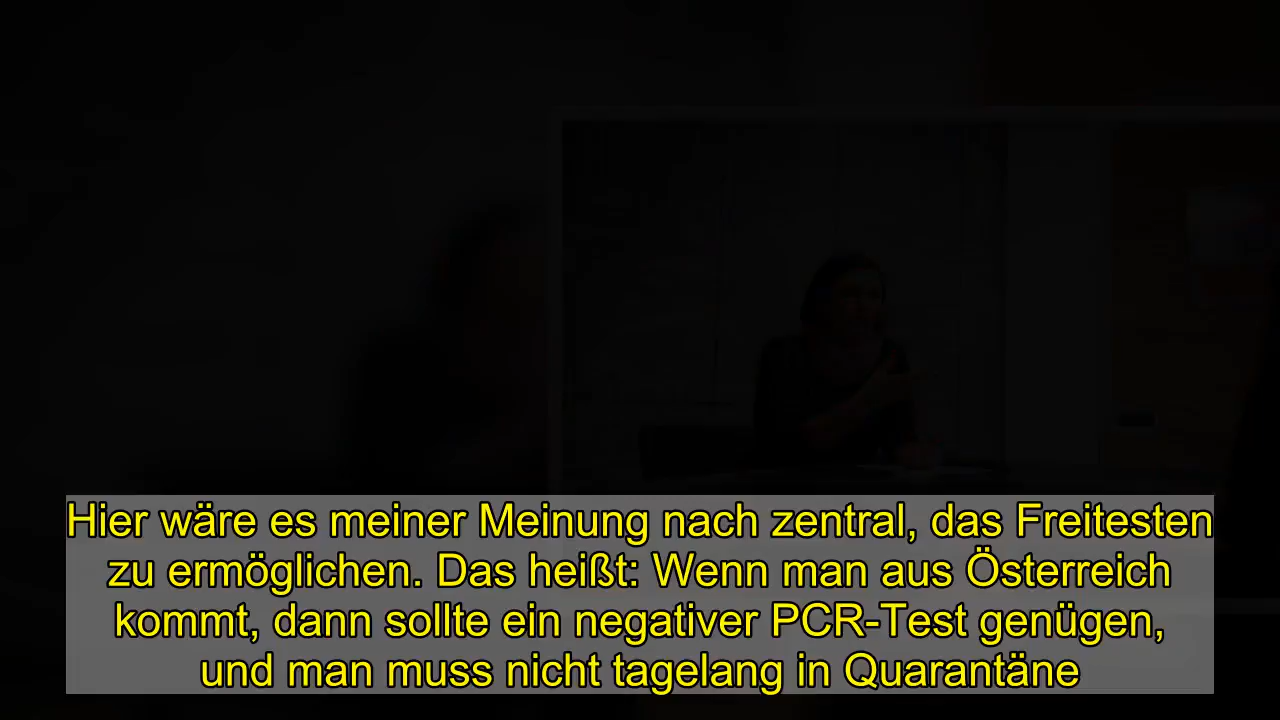 Hier wäre es meiner Meinung nach zentral, das Freitesten
zu ermöglichen. Das heißt: Wenn man aus Österreich
kommt, dann sollte ein negativer PCR-Test genügen,
und man muss nicht tagelang in Quarantäne